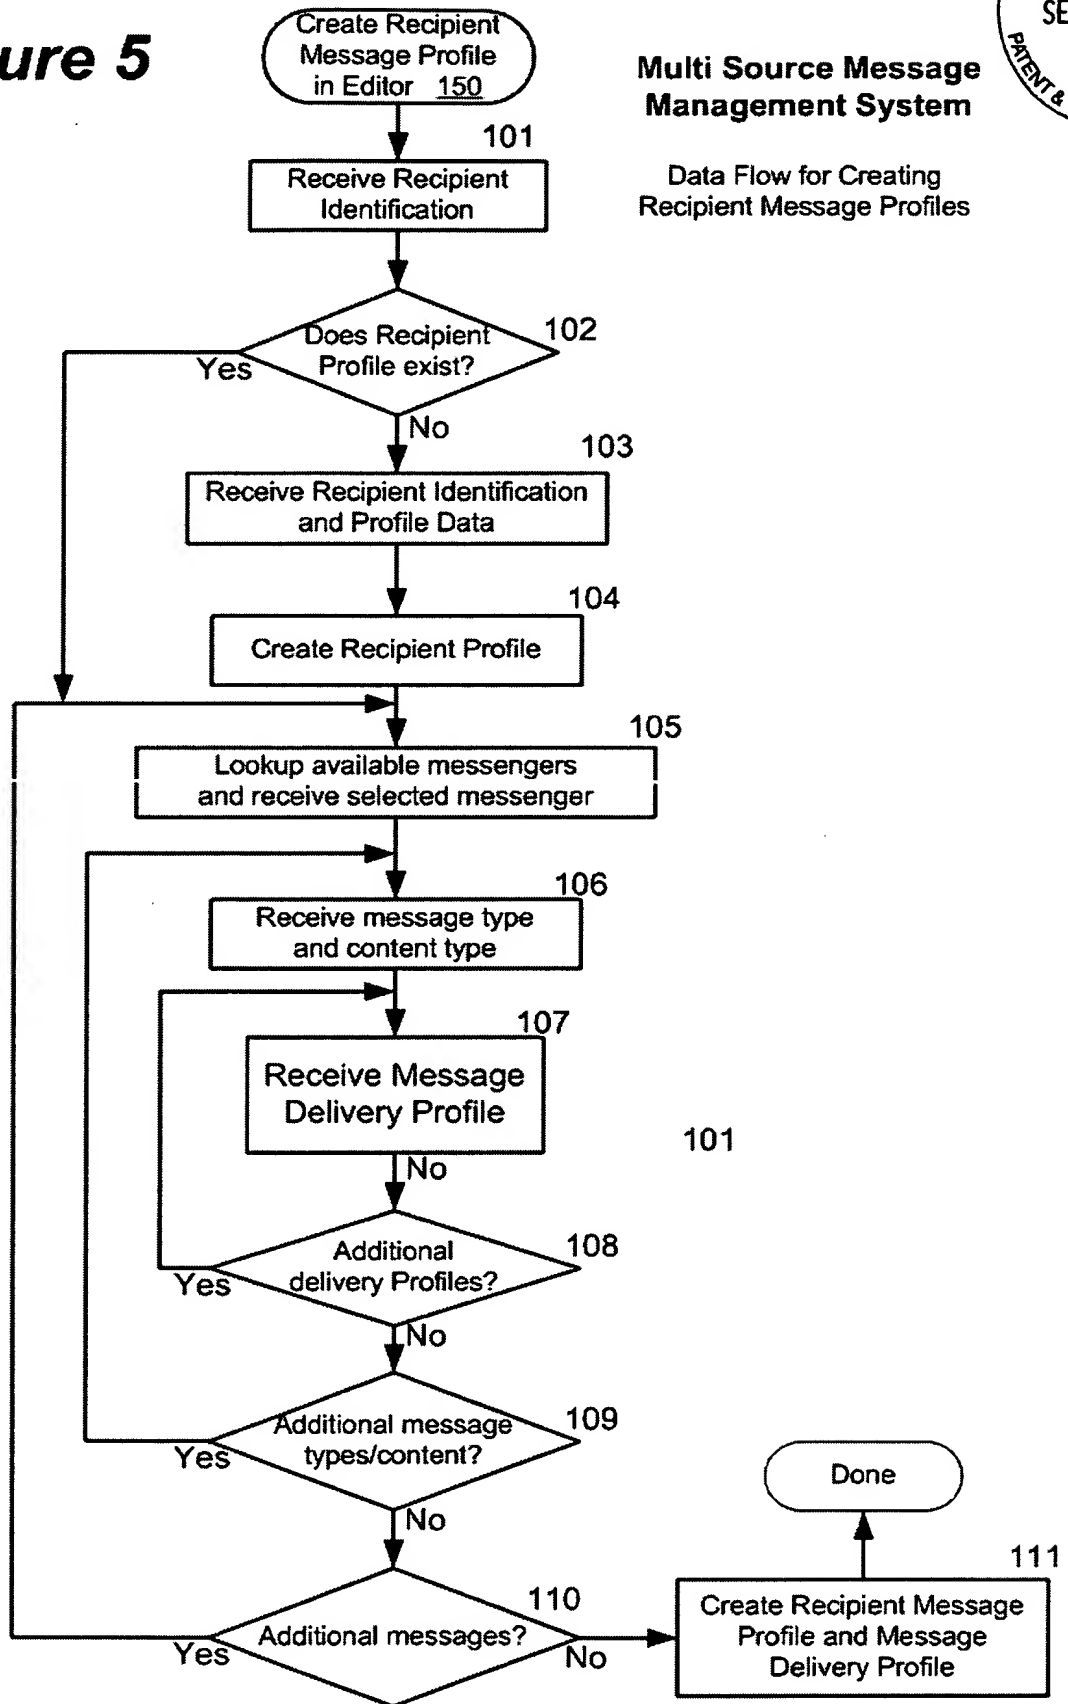 ure 5
Create Recipient
Message Profile
in Editor 150
Multi Source Message
Management System
SE
PATENT &
Data Flow for Creating
Recipient Message Profiles
101
Receive Recipient
Identification
102
Does Recipient
Profile exist?
Yes
No
103
Receive Recipient Identification
and Profile Data
104
Create Recipient Profile
105
Lookup available messengers
and receive selected messenger
106
Receive message type
and content type
107
Receive Message
Delivery Profile
101
No
108
Additional
delivery Profiles?
Yes
No
109
Additional message
types/content?
Yes
No
110
Additional messages?
Yes
No
Done
111
Create Recipient Message
Profile and Message
Delivery Profile